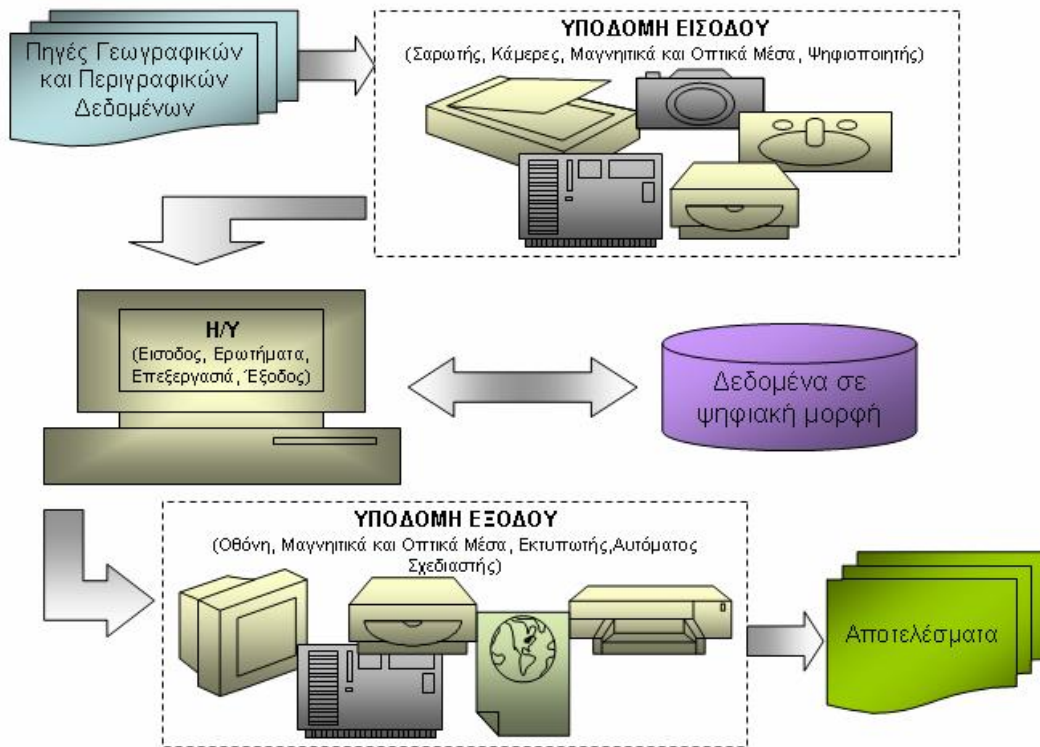 Πηγές Γεωγραφικών
και Περιγραφικών
Δεδομένων
ΥΠΟΔΟΜΗ ΕΙΣΟΔΟΥ
(Σαρωτής, Κάμερες, Μαγνητικά και Οπτικά Μέσα, Ψηφιοποιητής)
Η/Υ
(Εισοδος, Ερωτήματα,
Επεξεργασιά, Έξοδος)
Δεδομένα σε
ψηφιακή μορφή
ΥΠΟΔΟΜΗ ΕΞΟΔΟΥ
(Οθόνη, Μαγνητικά και Οπτικά Μέσα, Εκτυπωτής,Αυτόματος
Σχεδιαστής)
Αποτελέσματα